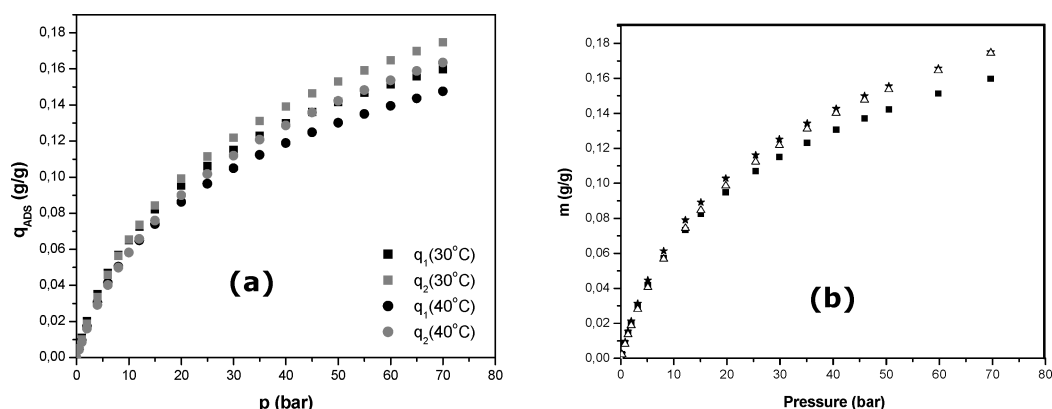 0,18
0,16
0,14
0,12
0,10
0,08
0,06
0,04
0,02
0,00
q_ADS (g/g)
0 10 20 30 40 50 60 70 80
p (bar)
(a)
q₁(30°C)
q₂(30°C)
q₁(40°C)
q₂(40°C)
0,18
0,16
0,14
0,12
0,10
0,08
0,06
0,04
0,02
0,00
m (g/g)
0 10 20 30 40 50 60 70 80
Pressure (bar)
(b)